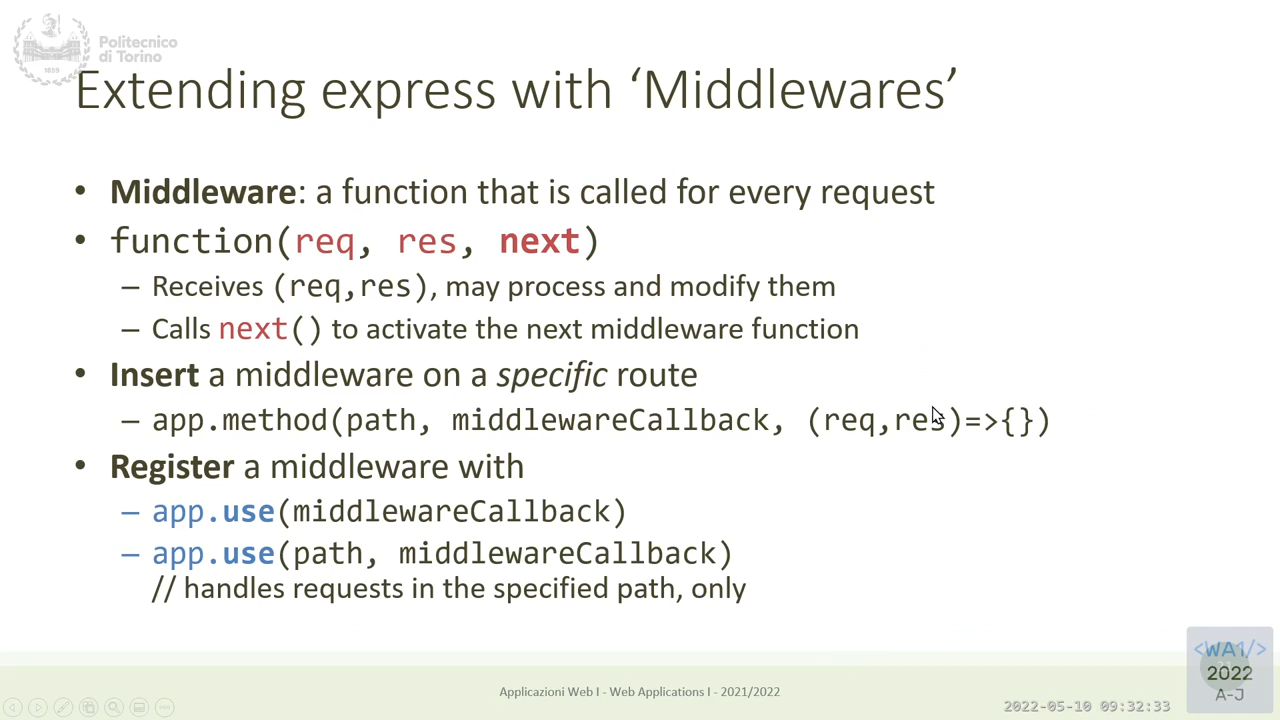 Politecnico
di Torino
1859
Extending express with ‘Middlewares’
• Middleware: a function that is called for every request
• function(req, res, next)
– Receives (req,res), may process and modify them
– Calls next() to activate the next middleware function
• Insert a middleware on a specific route
– app.method(path, middlewareCallback, (req,res)=>{})
• Register a middleware with
– app.use(middlewareCallback)
– app.use(path, middlewareCallback)
// handles requests in the specified path, only
Applicazioni Web I - Web Applications I - 2021/2022
2022-05-10 09:32:33
<WA1/>
2022
A-J